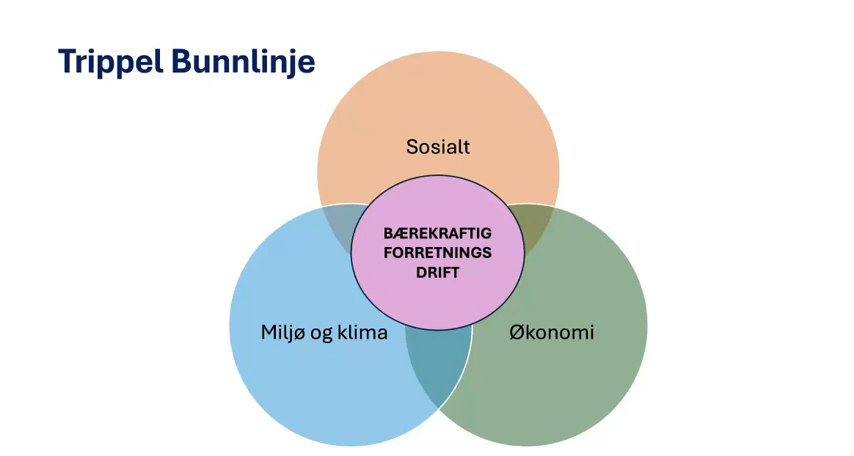 Trippel Bunnlinje
Sosialt
BÆREKRAFTIG
FORRETNINGS
DRIFT
Miljø og klima
Økonomi